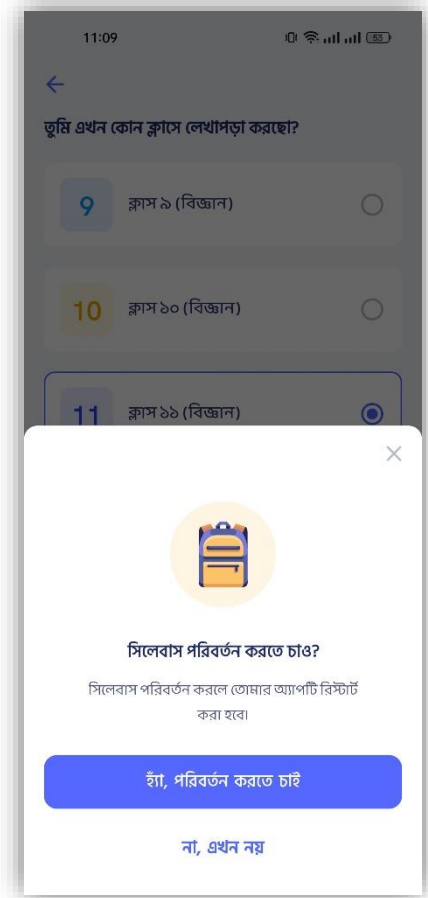 11:09
53
তুমি এখন কোন ক্লাসে লেখাপড়া করছো?
9 ক্লাস ৯ (বিজ্ঞান)
10 ক্লাস ১০ (বিজ্ঞান)
11 ক্লাস ১১ (বিজ্ঞান)
সিলেবাস পরিবর্তন করতে চাও?
সিলেবাস পরিবর্তন করলে তোমার অ্যাপটি রিস্টার্ট
করা হবে।
হ্যাঁ, পরিবর্তন করতে চাই
না, এখন নয়